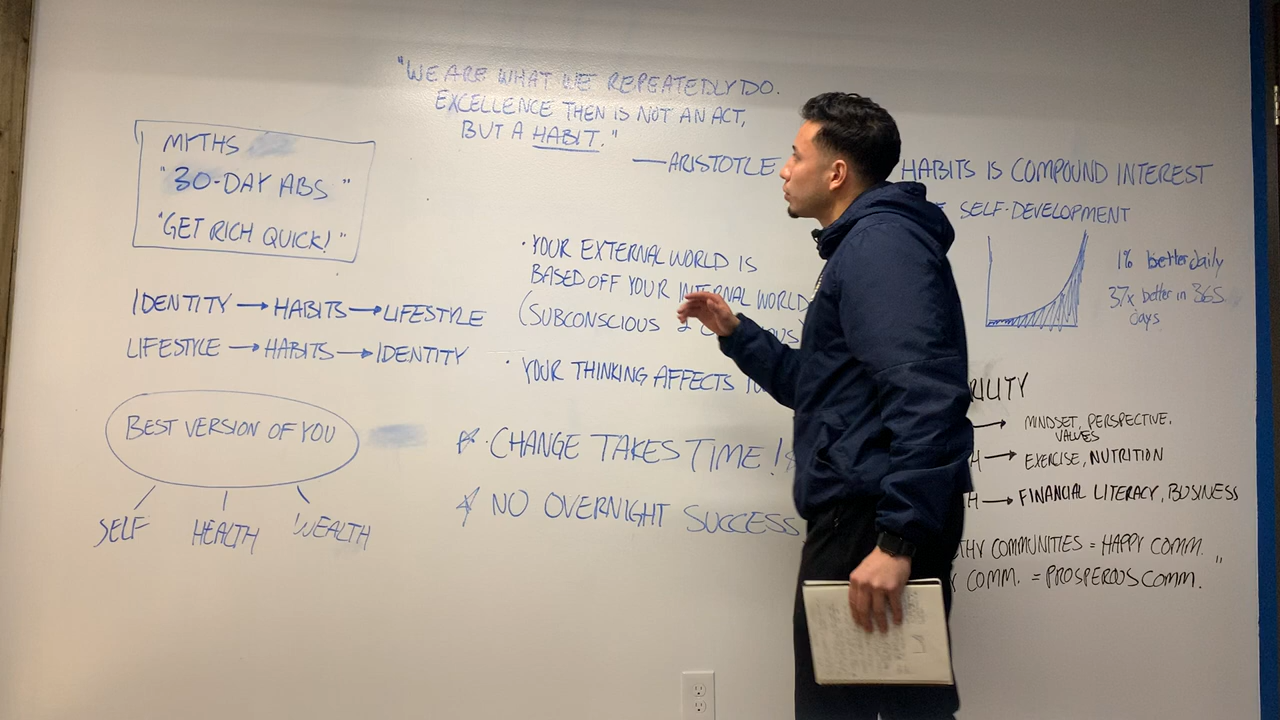 "WE ARE WHAT WE REPEATEDLY DO.
EXCELLENCE THEN IS NOT AN ACT,
BUT A HABIT."
—ARISTOTLE
MYTHS
"30-DAY ABS"
"GET RICH QUICK!"
IDENTITY → HABITS → LIFESTYLE
LIFESTYLE → HABITS → IDENTITY
BEST VERSION OF YOU
SELF HEALTH WEALTH
· YOUR EXTERNAL WORLD IS
BASED OFF YOUR INTERNAL WORLD
(SUBCONSCIOUS &
· YOUR THINKING AFFECTS
☆ · CHANGE TAKES TIME!
☆ NO OVERNIGHT SUCCESS
HABITS IS COMPOUND INTEREST
SELF-DEVELOPMENT
1% better daily
37x better in 365
days
→ MINDSET, PERSPECTIVE,
VALUES
→ EXERCISE, NUTRITION
→ FINANCIAL LITERACY, BUSINESS
COMMUNITIES = HAPPY COMM.
COMM. = PROSPEROUS COMM."